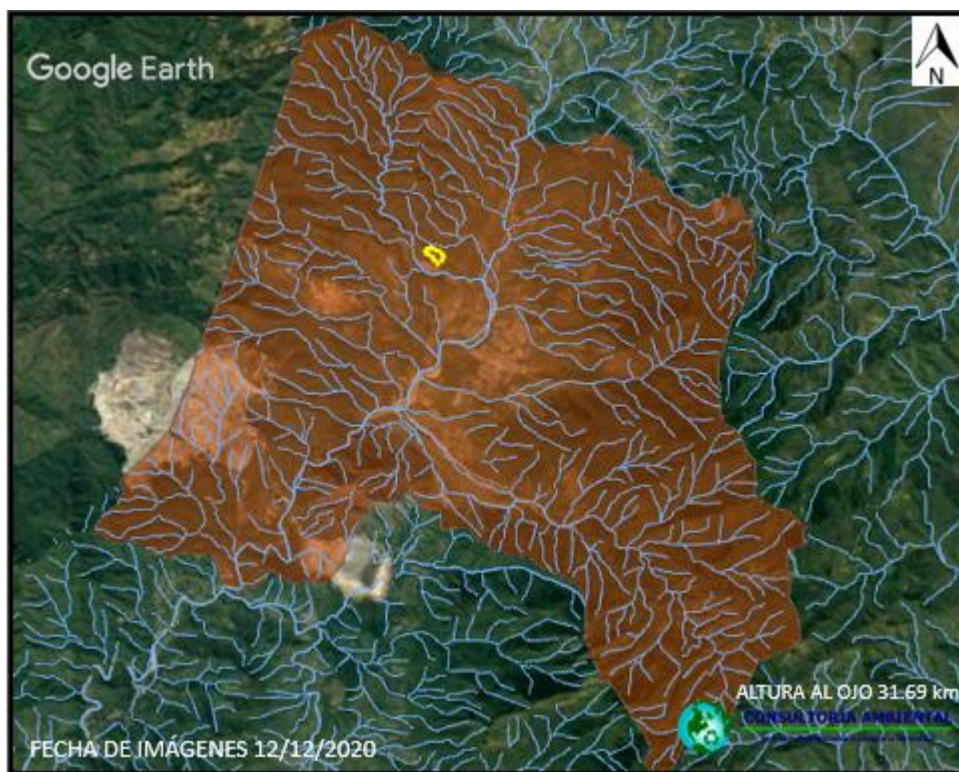 Google Earth
N
ALTURA AL OJO 31.69 km
CONSULTORIA AMBIENTAL
FECHA DE IMÁGENES 12/12/2020